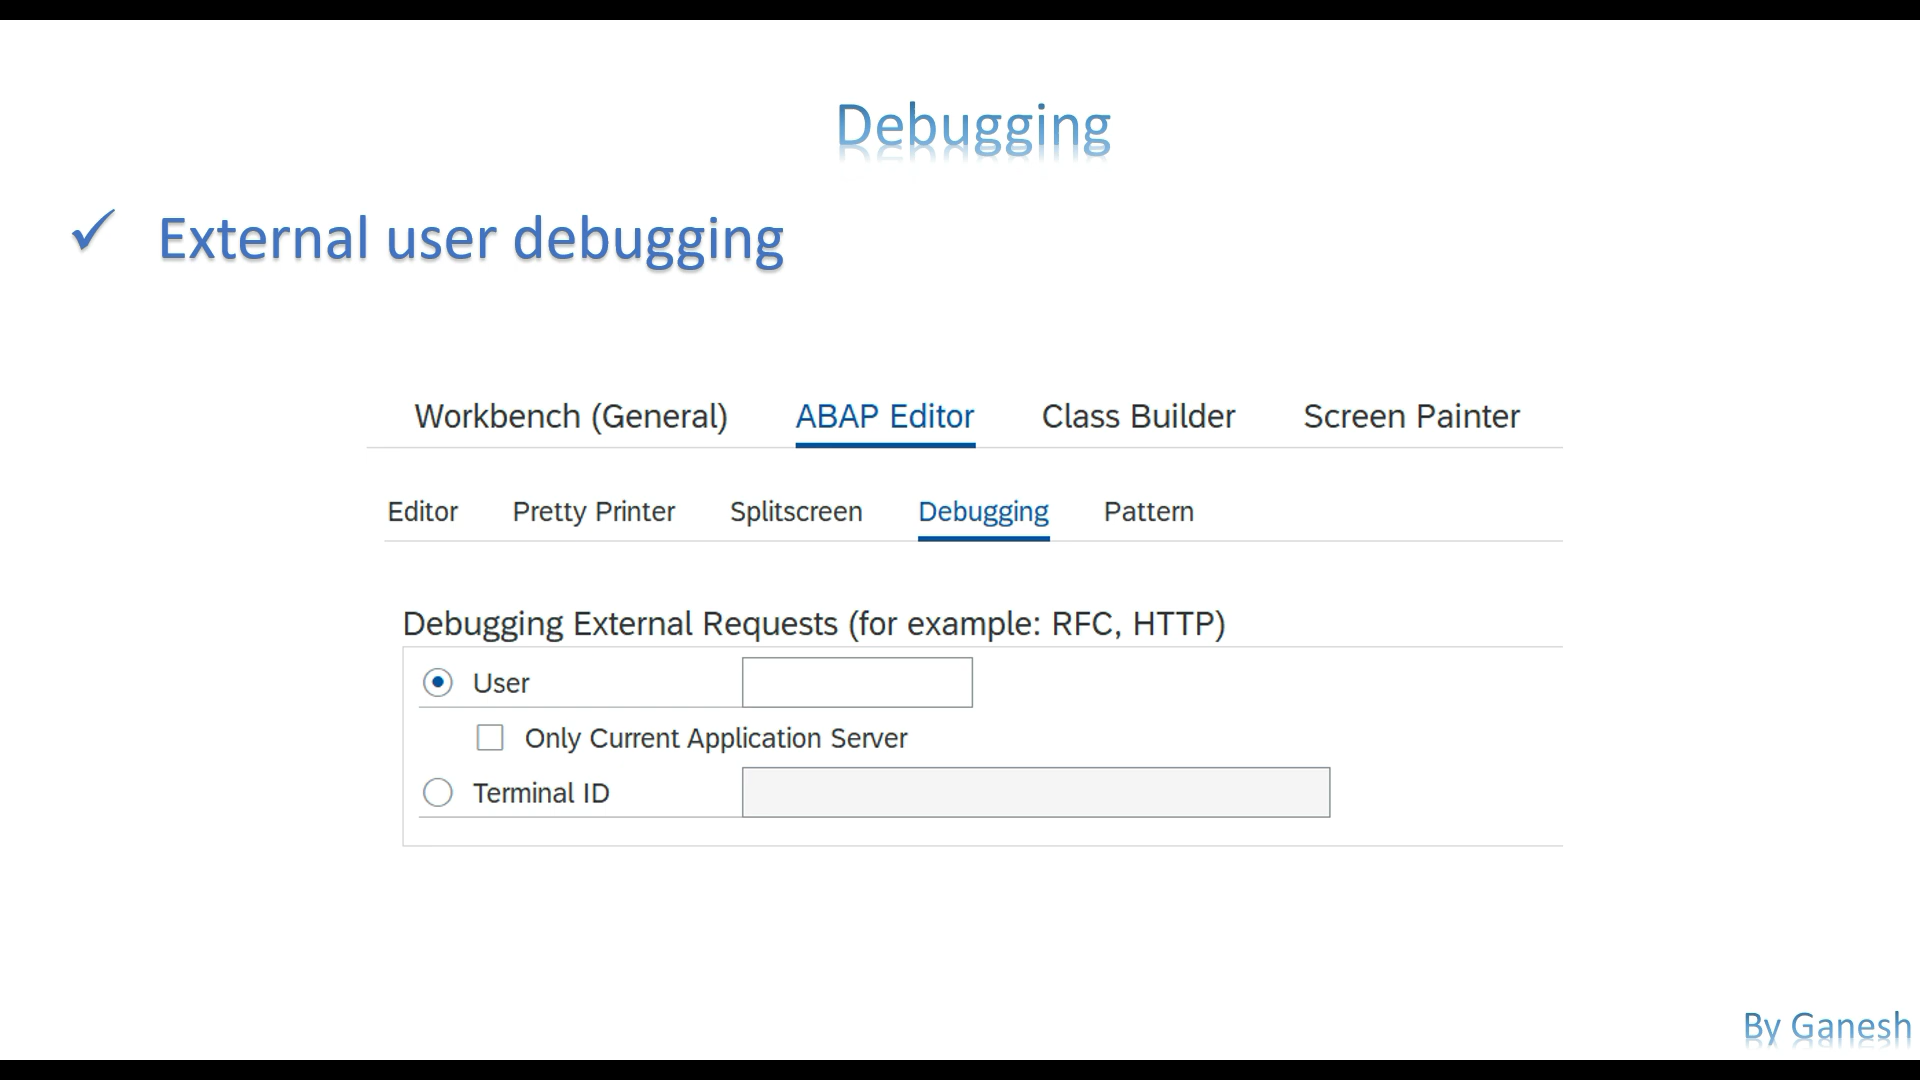 Debugging
✓ External user debugging
Workbench (General) ABAP Editor Class Builder Screen Painter
Editor Pretty Printer Splitscreen Debugging Pattern
Debugging External Requests (for example: RFC, HTTP)
User
Only Current Application Server
Terminal ID
By Ganesh